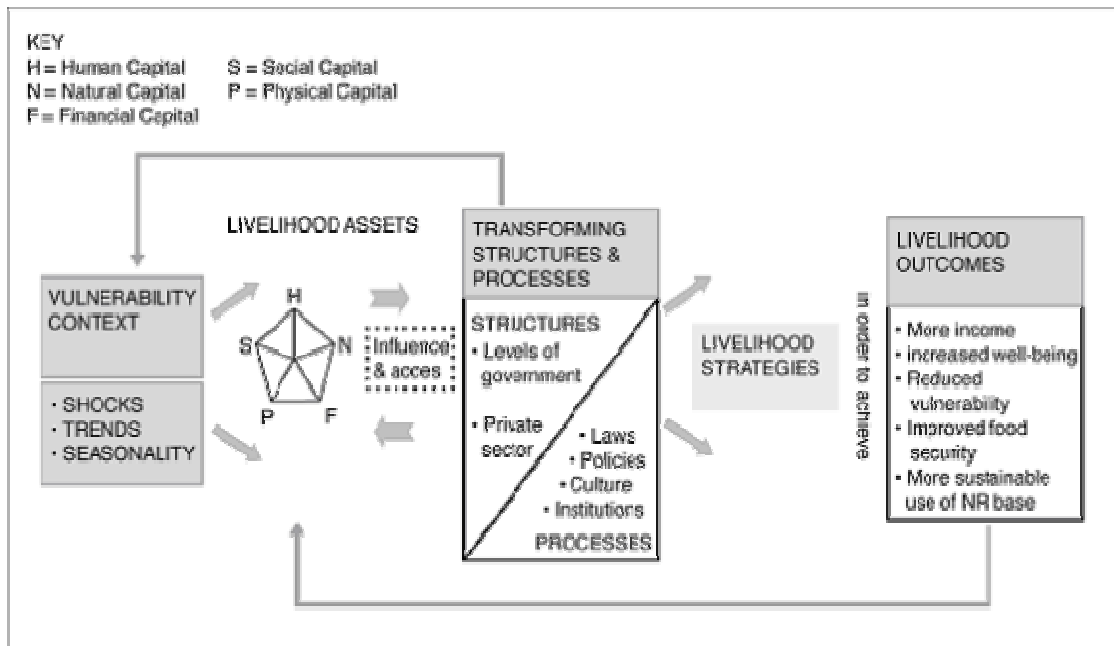 KEY
H = Human Capital
S = Social Capital
N = Natural Capital
P = Physical Capital
F = Financial Capital
LIVELIHOOD ASSETS
VULNERABILITY
CONTEXT
• SHOCKS
• TRENDS
• SEASONALITY
H
S
N
P
F
Influence
& acces
TRANSFORMING
STRUCTURES &
PROCESSES
STRUCTURES
• Levels of
government
• Private
sector
• Laws
• Policies
• Culture
• Institutions
PROCESSES
LIVELIHOOD
STRATEGIES
In order to achieve
LIVELIHOOD
OUTCOMES
• More income
• increased well-being
• Reduced
vulnerability
• Improved food
security
• More sustainable
use of NR base